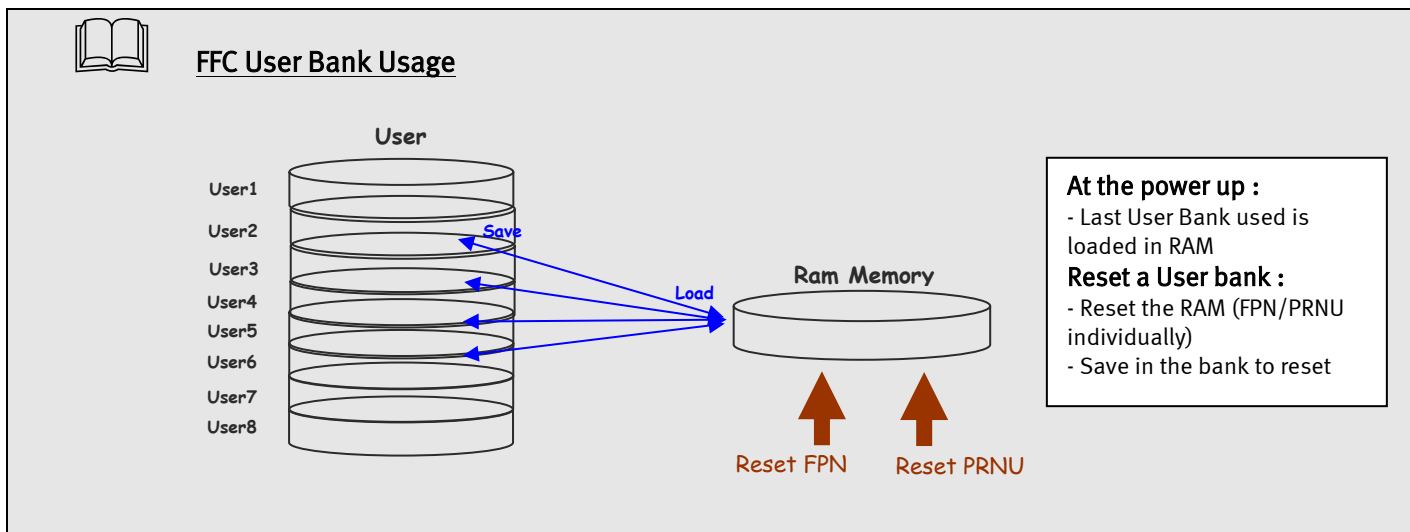 FFC User Bank Usage
User
User1
User2
User3
User4
User5
User6
User7
User8
Save
Load
Ram Memory
Reset FPN
Reset PRNU
At the power up :
- Last User Bank used is
loaded in RAM
Reset a User bank :
- Reset the RAM (FPN/PRNU
individually)
- Save in the bank to reset